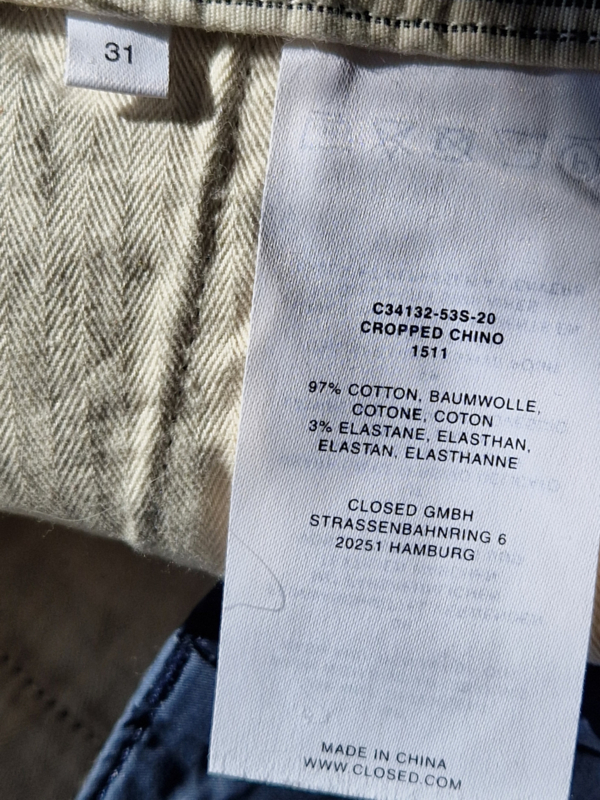 31
C34132-53S-20
CROPPED CHINO
1511
97% COTTON, BAUMWOLLE,
COTONE, COTON
3% ELASTANE, ELASTHAN,
ELASTAN, ELASTHANNE
CLOSED GMBH
STRASSENBAHNRING 6
20251 HAMBURG
MADE IN CHINA
WWW.CLOSED.COM